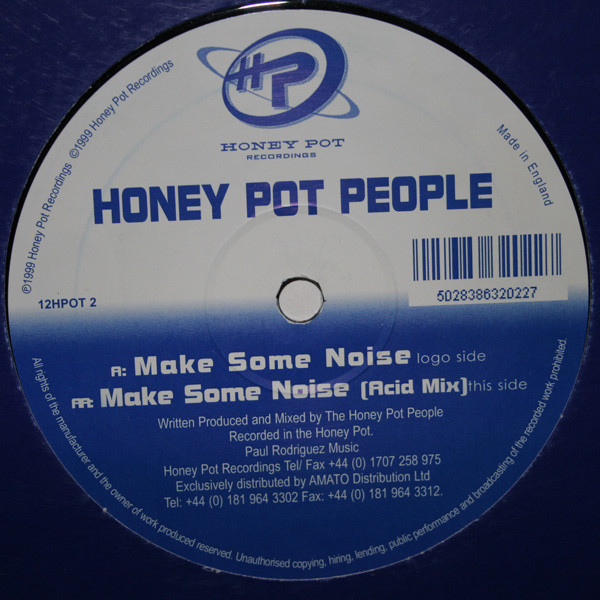 HP
HONEY POT
RECORDINGS
℗1999 Honey Pot Recordings ©1999 Honey Pot Recordings
Made in England
HONEY POT PEOPLE
5028386320227
12HPOT 2
A: Make Some Noise logo side
AA: Make Some Noise (Acid Mix) this side
Written Produced and Mixed by The Honey Pot People
Recorded in the Honey Pot.
Paul Rodriguez Music
Honey Pot Recordings Tel/ Fax +44 (0) 1707 258 975
Exclusively distributed by AMATO Distribution Ltd
Tel: +44 (0) 181 964 3302 Fax: +44 (0) 181 964 3312.
All rights of the manufacturer and the owner of work produced reserved. Unauthorised copying, hiring, lending, public performance and broadcasting of the recorded work prohibited.